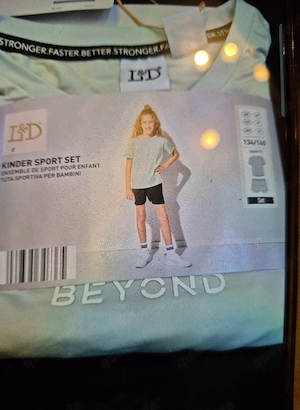 STRONGER.FASTER.BETTER.STRONGER.FA
L&D
L&D
KINDER SPORT SET
ENSEMBLE DE SPORT POUR ENFANT
TUTA SPORTIVA PER BAMBINI
134/140
Set
BEYOND